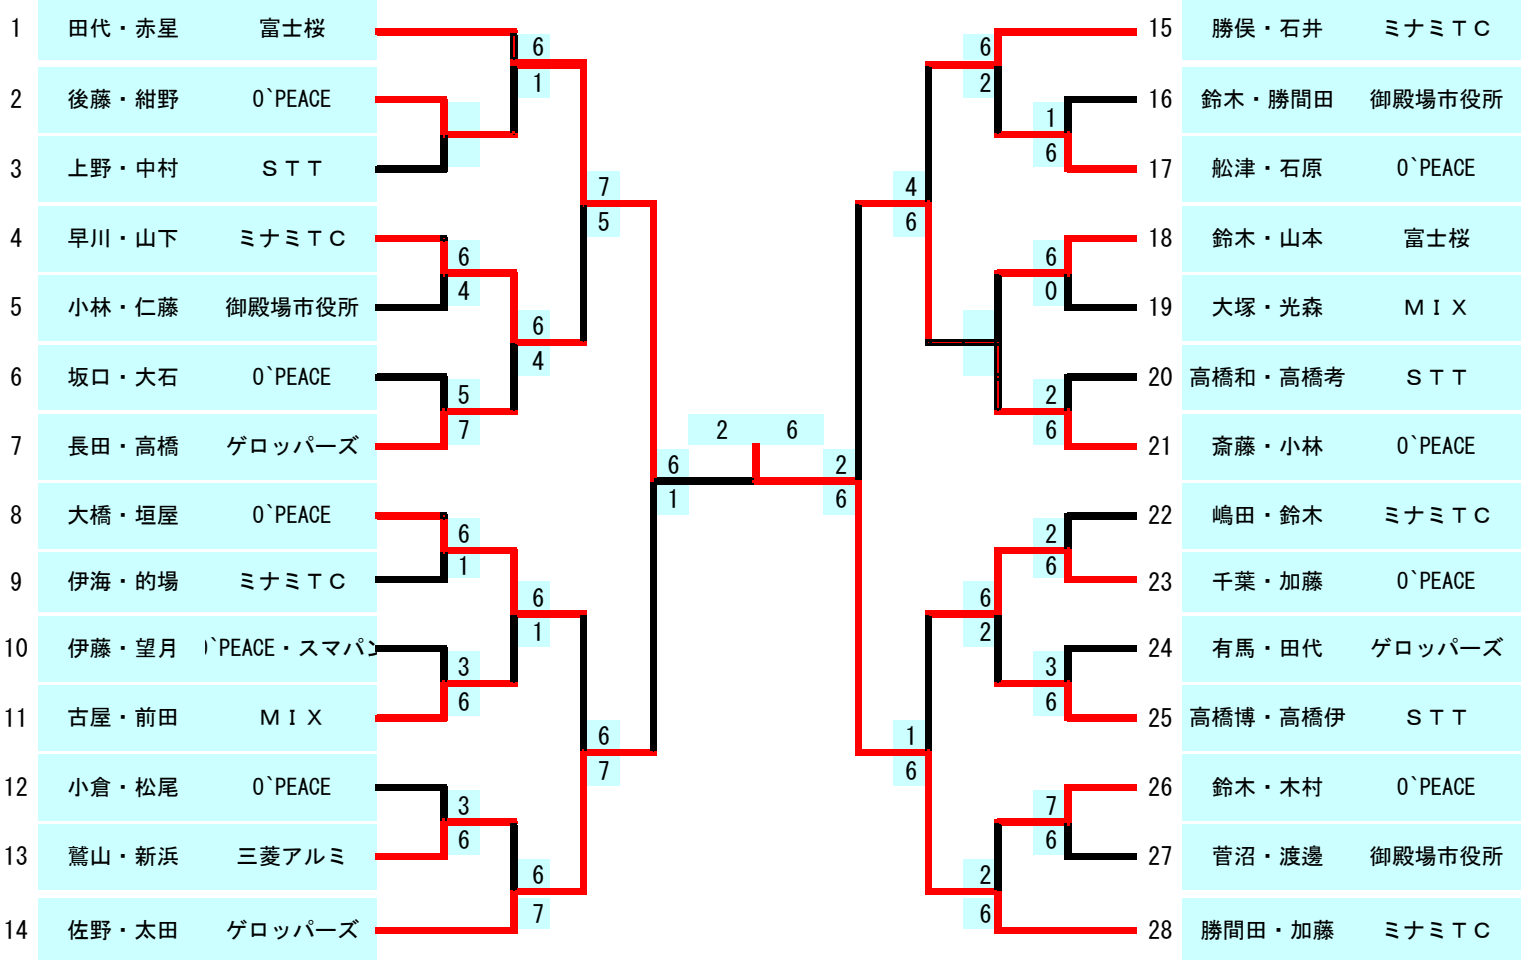 1 田代・赤星 富士桜
2 後藤・紺野 O`PEACE
3 上野・中村 ＳＴＴ
4 早川・山下 ミナミＴＣ
5 小林・仁藤 御殿場市役所
6 坂口・大石 O`PEACE
7 長田・高橋 ゲロッパーズ
8 大橋・垣屋 O`PEACE
9 伊海・的場 ミナミＴＣ
10 伊藤・望月 `PEACE・スマパン
11 古屋・前田 ＭＩＸ
12 小倉・松尾 O`PEACE
13 鷲山・新浜 三菱アルミ
14 佐野・太田 ゲロッパーズ
6
1
6
4
5
7
6
1
3
6
3
6
6
4
6
1
6
7
7
5
6
7
6
1
2 6
2
6
4
6
1
6
6
2
6
2
2
6
1
6
6
0
2
6
2
6
3
6
7
6
15 勝俣・石井 ミナミＴＣ
16 鈴木・勝間田 御殿場市役所
17 舩津・石原 O`PEACE
18 鈴木・山本 富士桜
19 大塚・光森 ＭＩＸ
20 高橋和・高橋考 ＳＴＴ
21 斎藤・小林 O`PEACE
22 嶋田・鈴木 ミナミＴＣ
23 千葉・加藤 O`PEACE
24 有馬・田代 ゲロッパーズ
25 高橋博・高橋伊 ＳＴＴ
26 鈴木・木村 O`PEACE
27 菅沼・渡邊 御殿場市役所
28 勝間田・加藤 ミナミＴＣ